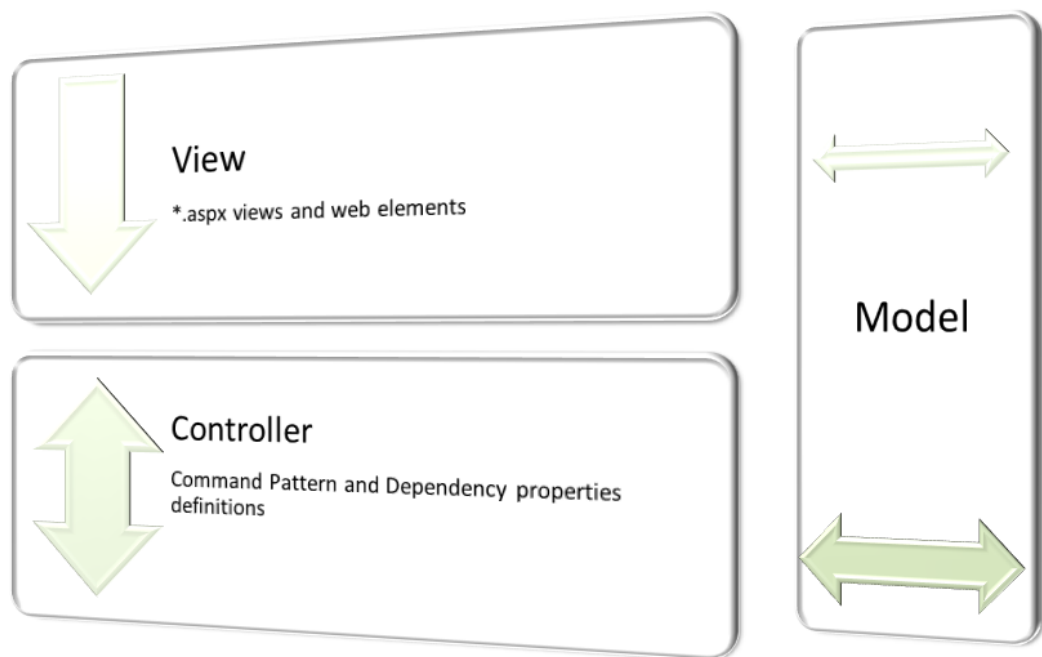 View
*.aspx views and web elements
Controller
Command Pattern and Dependency properties
definitions
Model